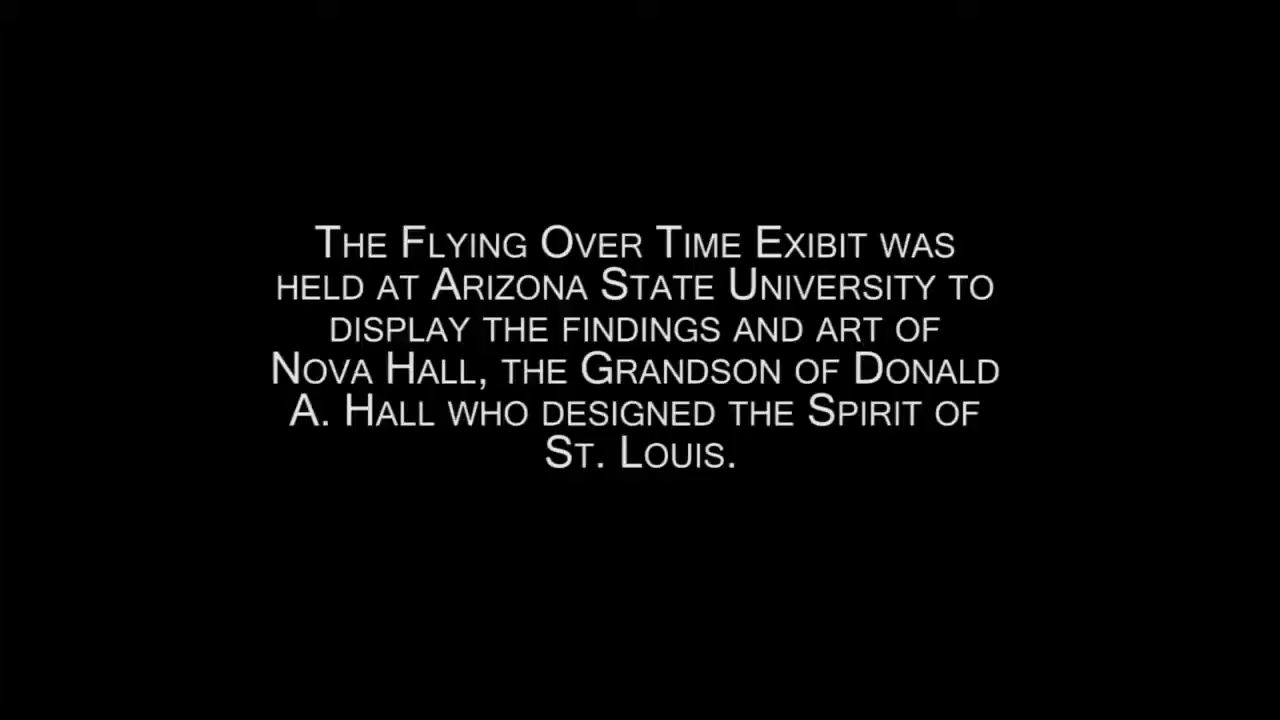 The Flying Over Time Exibit was
held at Arizona State University to
display the findings and art of
Nova Hall, the Grandson of Donald
A. Hall who designed the Spirit of
St. Louis.